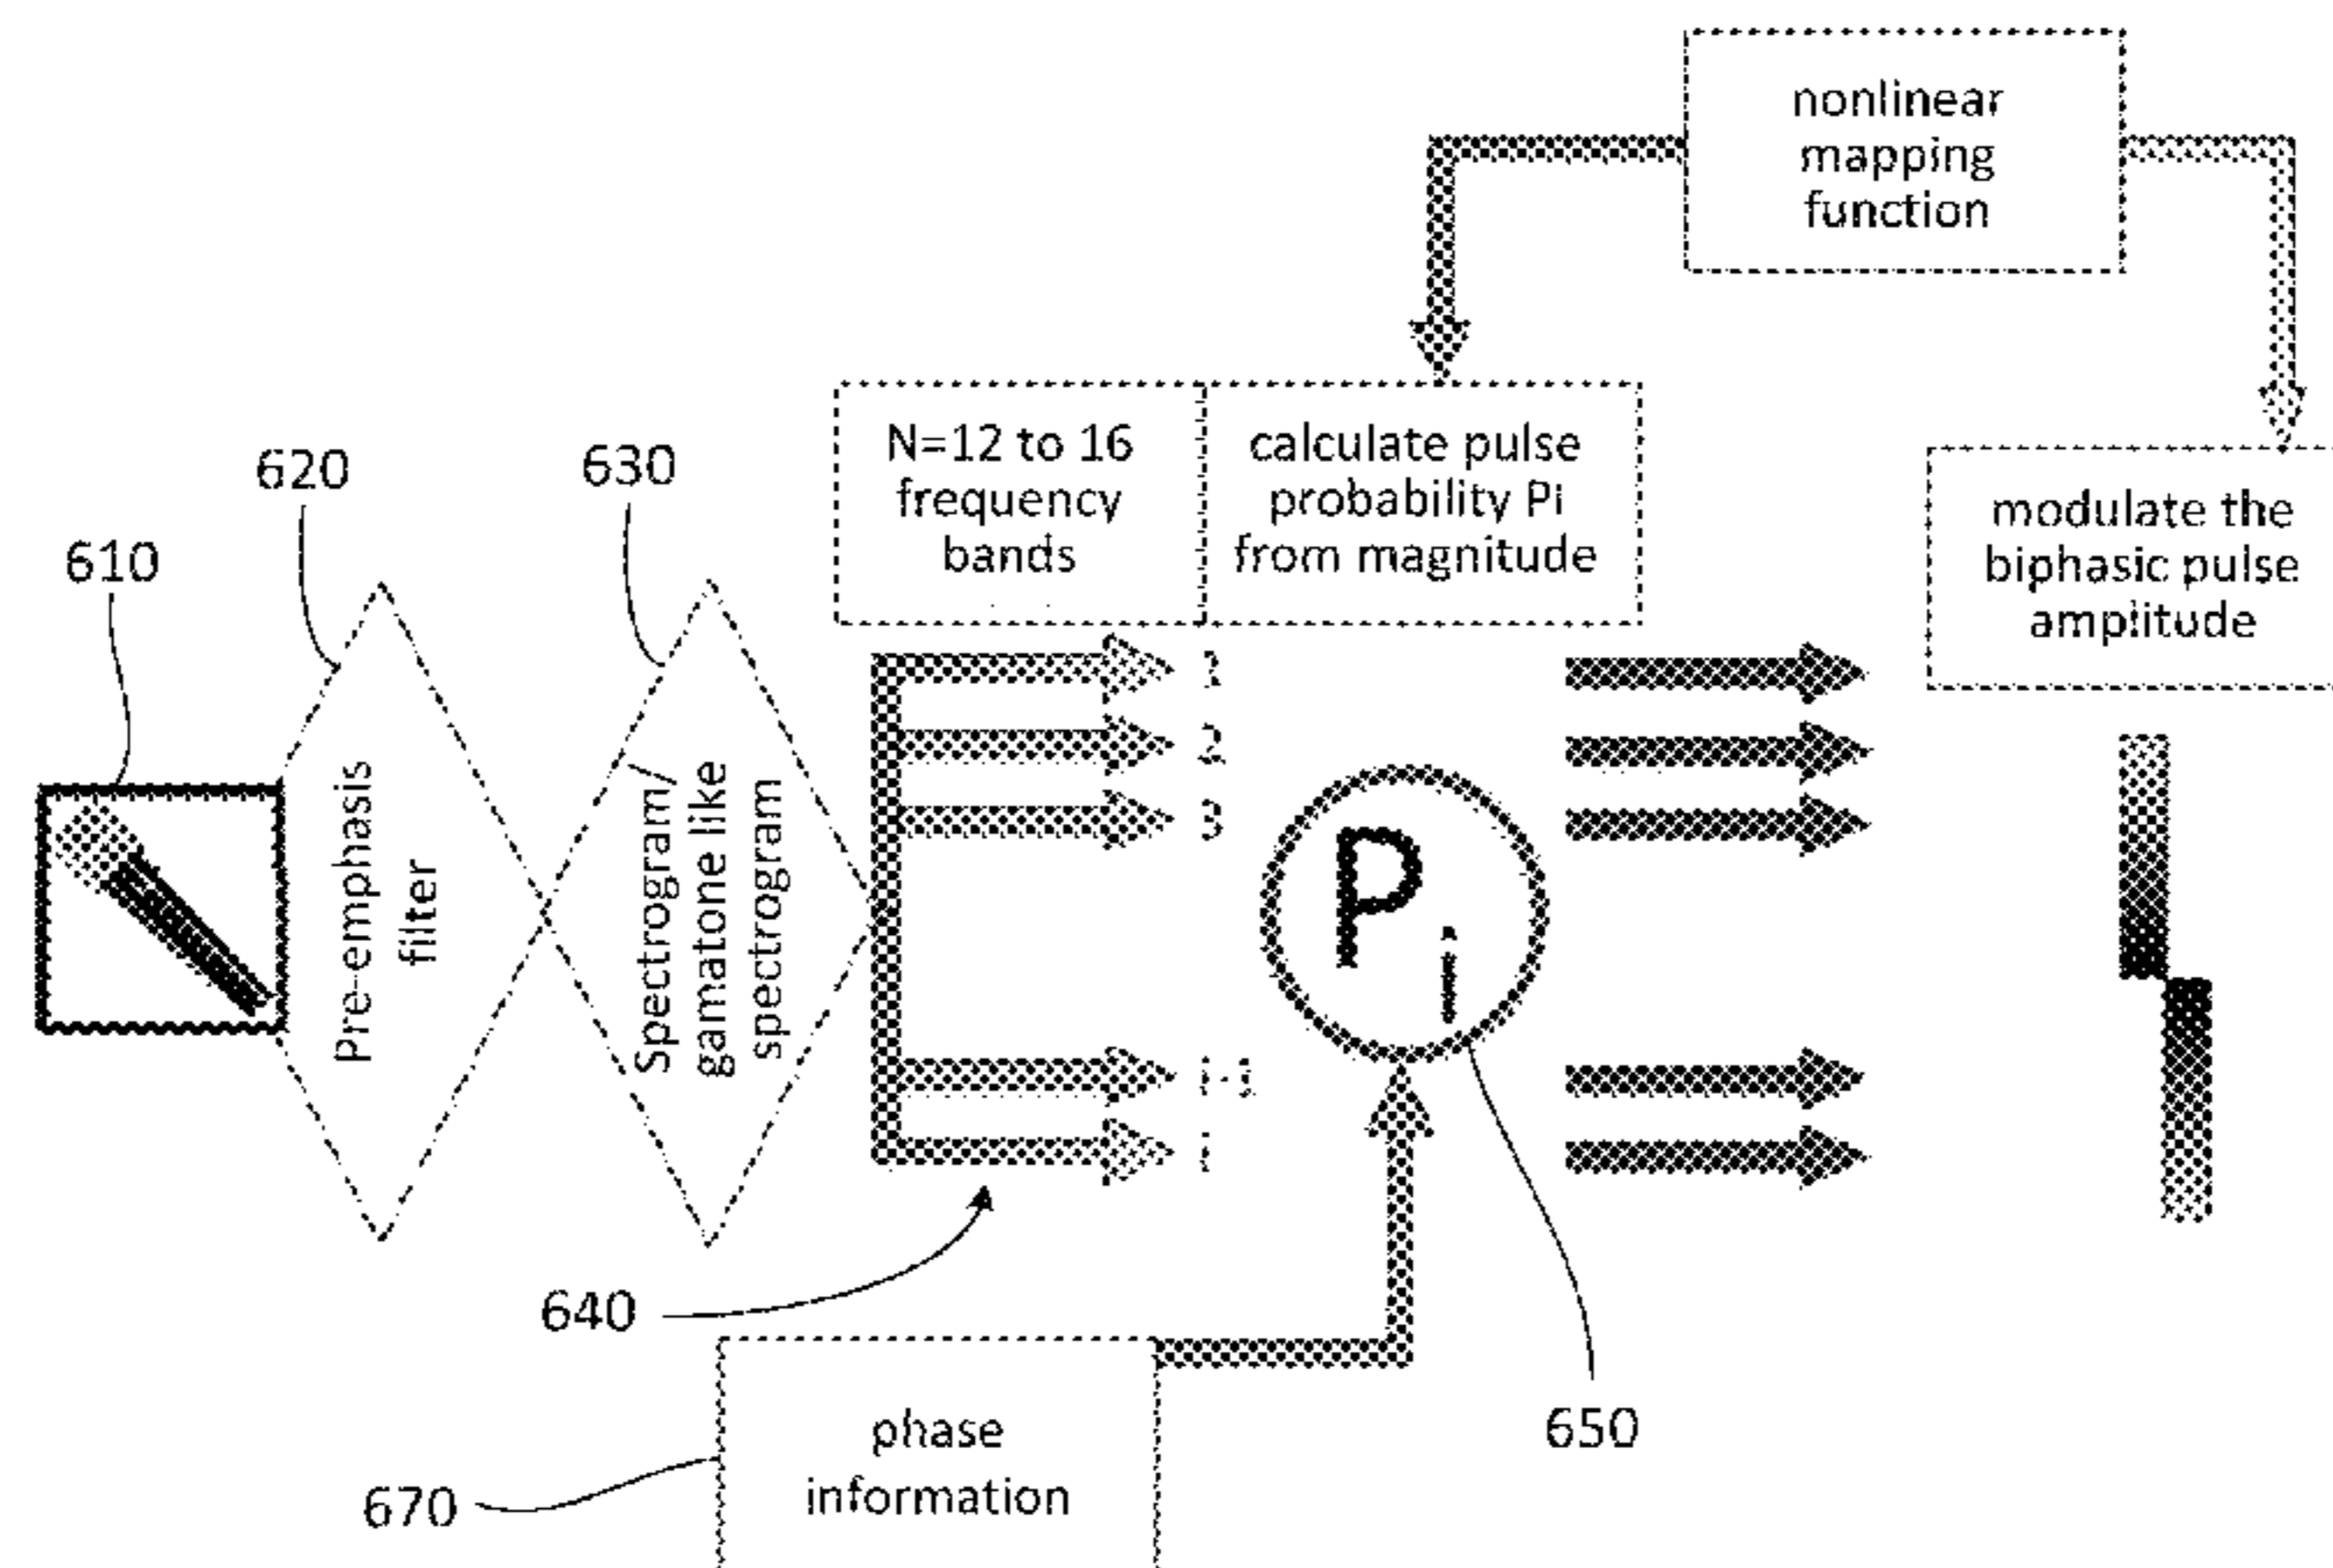 nonlinear
mapping
function
N=12 to 16
frequency
bands
calculate pulse
probability Pi
from magnitude
modulate the
biphasic pulse
amplitude
610
620
630
Pre-emphasis
filter
Spectrogram/
gamatone like
spectrogram
1
2
3
i-1
i
Pi
640
650
670
phase
information